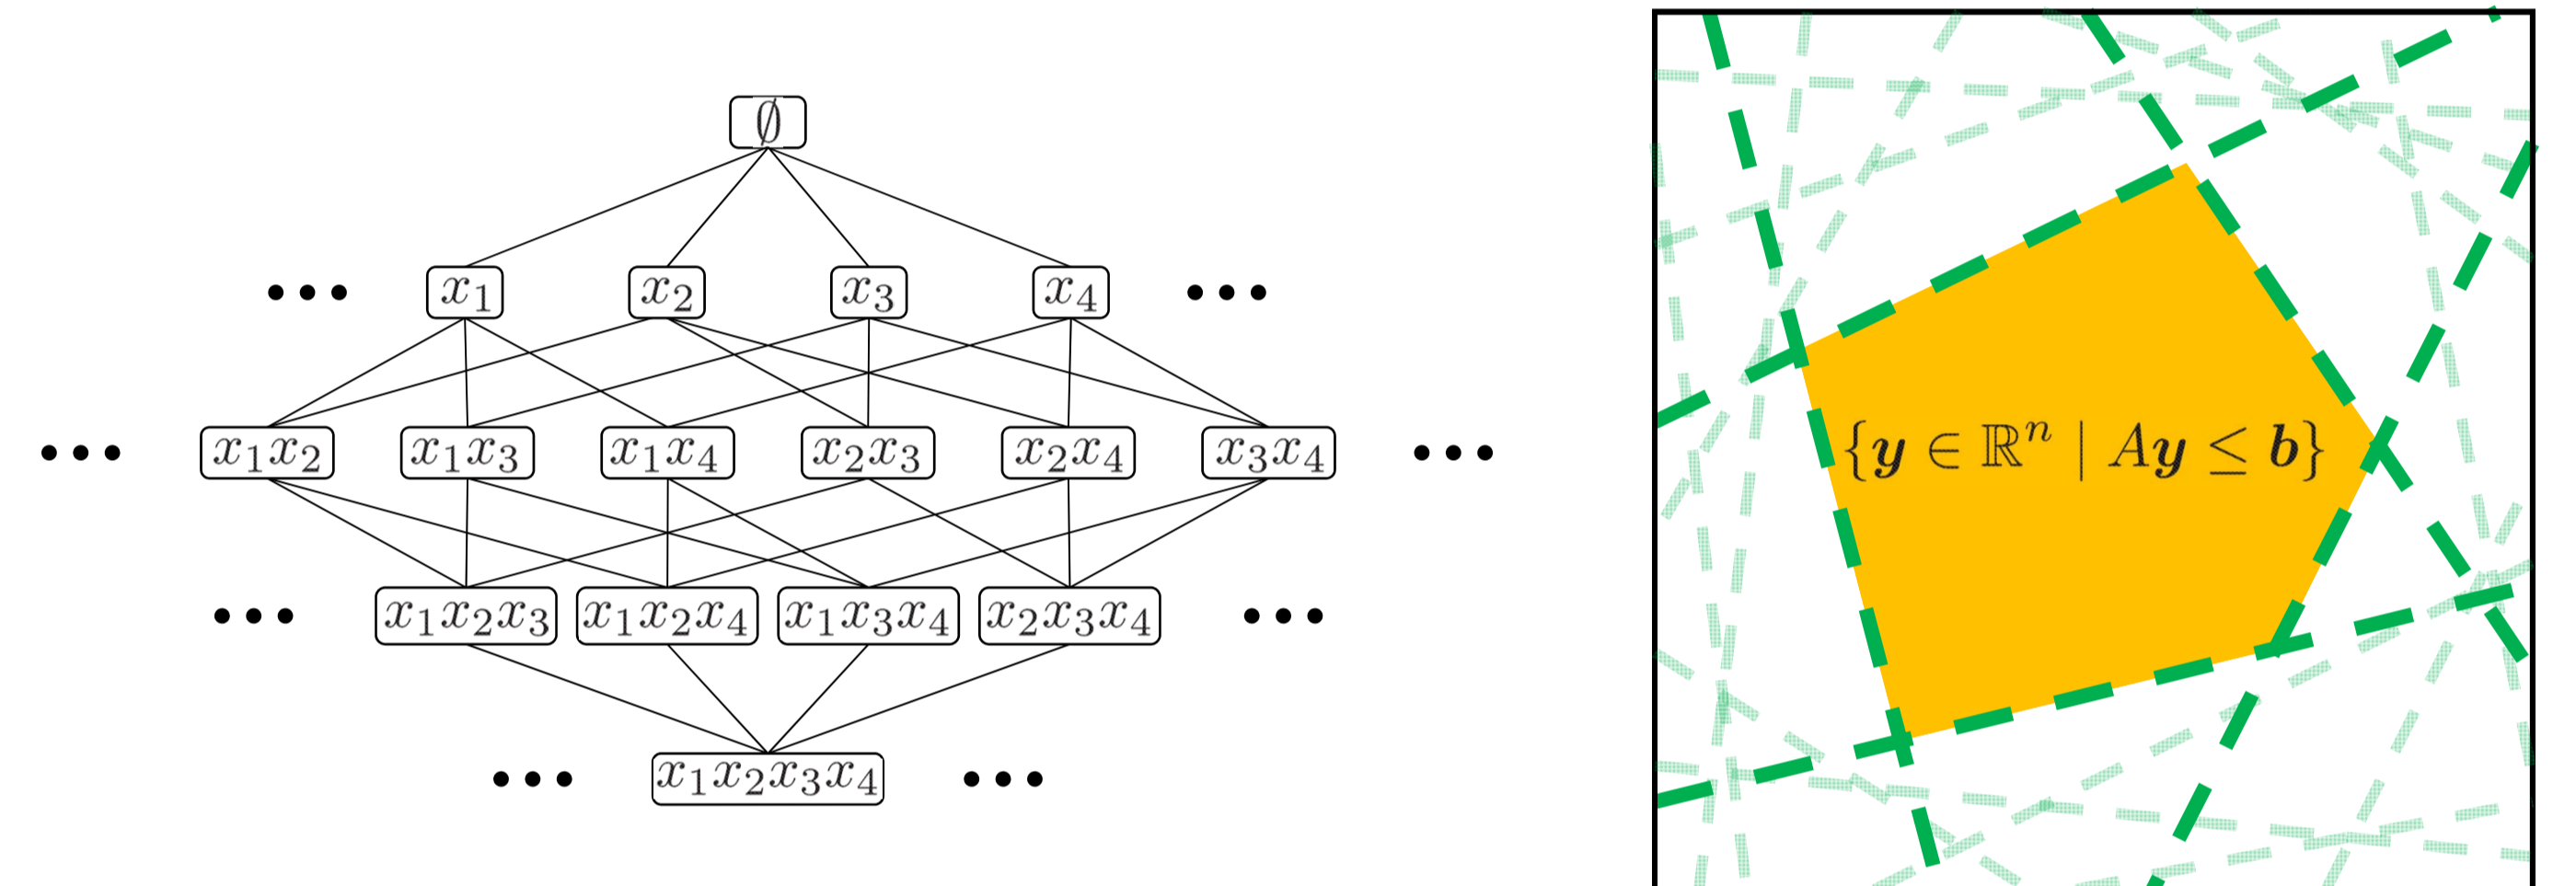 ∅
••• x₁ x₂ x₃ x₄ •••
••• x₁x₂ x₁x₃ x₁x₄ x₂x₃ x₂x₄ x₃x₄ •••
••• x₁x₂x₃ x₁x₂x₄ x₁x₃x₄ x₂x₃x₄ •••
••• x₁x₂x₃x₄ •••
{y ∈ ℝⁿ | Ay ≤ b}